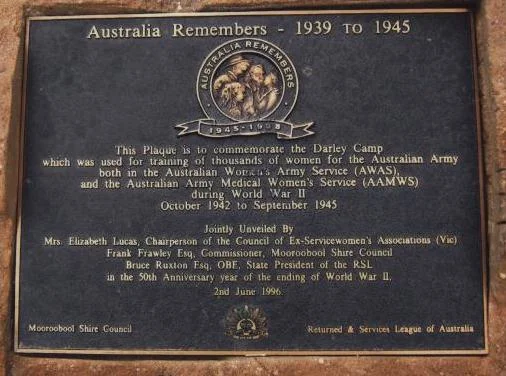 Australia Remembers - 1939 TO 1945
AUSTRALIA REMEMBERS
1945-1995
This Plaque is to commemorate the Darley Camp
which was used for training of thousands of women for the Australian Army
both in the Australian Women's Army Service (AWAS),
and the Australian Army Medical Women's Service (AAMWS)
during World War II
October 1942 to September 1945
Jointly Unveiled By
Mrs. Elizabeth Lucas, Chairperson of the Council of Ex-Servicewomen's Associations (Vic)
Frank Frawley Esq, Commissioner, Mooroobool Shire Council
Bruce Ruxton Esq, OBE, State President of the RSL
in the 50th Anniversary year of the ending of World War II,
2nd June 1996.
Mooroobool Shire Council
Returned & Services League of Australia